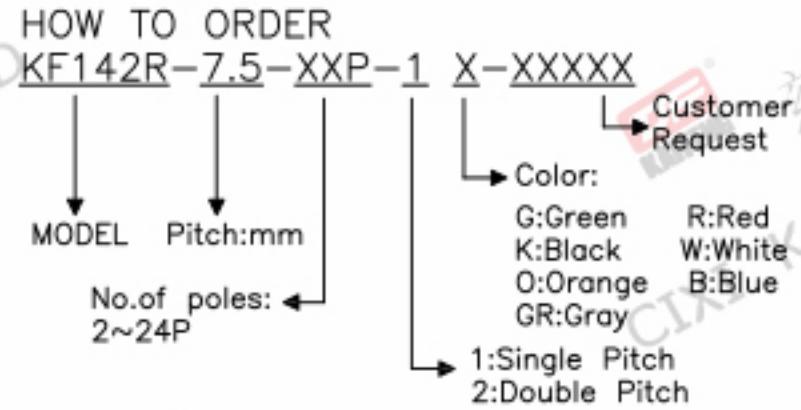 HOW TO ORDER
KF142R-7.5-XXP-1 X-XXXXX
Customer
Request
Color:
G:Green R:Red
K:Black W:White
O:Orange B:Blue
GR:Gray
MODEL Pitch:mm
No.of poles:
2~24P
1:Single Pitch
2:Double Pitch
CIXI K